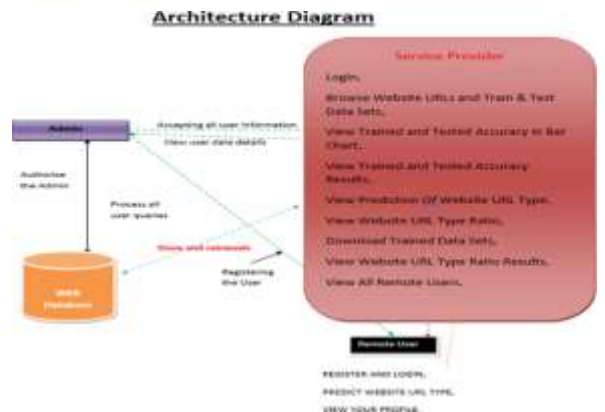 Architecture Diagram
Service Provider
Login,
Browse Website URLs and Train & Test
Data Sets,
View Trained and Tested Accuracy in Bar
Chart,
View Trained and Tested Accuracy
Results,
View Prediction Of Website URL Type,
View Website URL Type Ratio,
Download Trained Data Sets,
View Website URL Type Ratio Results,
View All Remote Users.
Admin
Accepting all user Information
View user data details
Authorize
the Admin
Process all
user queries
Store and retrievals
Registering
the User
WEB
Database
Remote User
REGISTER AND LOGIN,
PREDICT WEBSITE URL TYPE,
VIEW YOUR PROFILE.